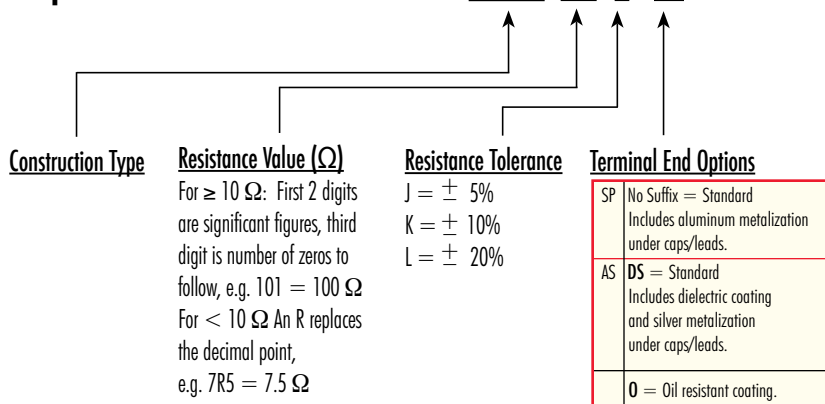 Construction Type
Resistance Value (Ω)
For ≥ 10 Ω: First 2 digits
are significant figures, third
digit is number of zeros to
follow, e.g. 101 = 100 Ω
For < 10 Ω An R replaces
the decimal point,
e.g. 7R5 = 7.5 Ω
Resistance Tolerance
J = ± 5%
K = ± 10%
L = ± 20%
Terminal End Options
SP No Suffix = Standard
Includes aluminum metalization
under caps/leads.
AS DS = Standard
Includes dielectric coating
and silver metalization
under caps/leads.
O = Oil resistant coating.